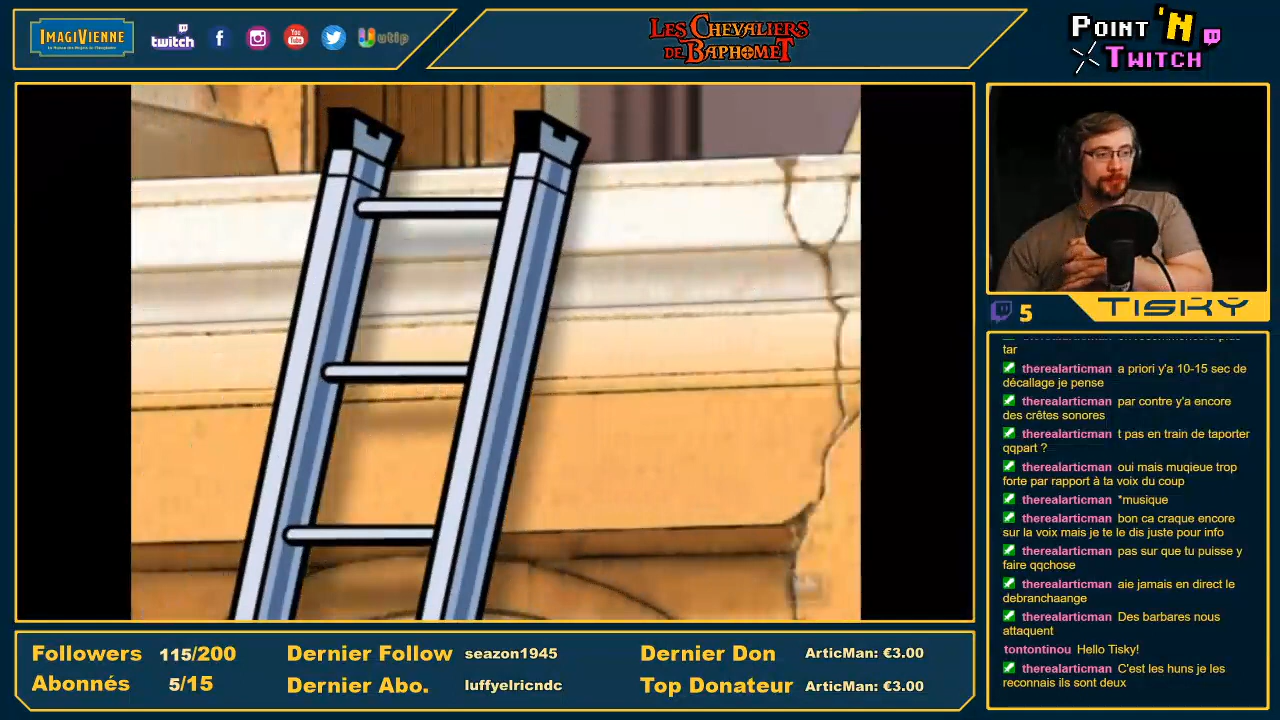 IMAGIVIENNE
twitch
utip
LES CHEVALIERS
DE BAPHOMET
POINT 'N
TWITCH
TISKY
5
tar
therealarticman a priori y'a 10-15 sec de
décallage je pense
therealarticman par contre y'a encore
des crêtes sonores
therealarticman t pas en train de taporter
qqpart ?
therealarticman oui mais muqieue trop
forte par rapport à ta voix du coup
therealarticman *musique
therealarticman bon ca craque encore
sur la voix mais je te le dis juste pour info
therealarticman pas sur que tu puisse y
faire qqchose
therealarticman aie jamais en direct le
debranchaange
therealarticman Des barbares nous
attaquent
tontontinou Hello Tisky!
therealarticman C'est les huns je les
reconnais ils sont deux
Followers 115/200
Abonnés 5/15
Dernier Follow seazon1945
Dernier Abo. luffyelricndc
Dernier Don ArticMan: €3.00
Top Donateur ArticMan: €3.00